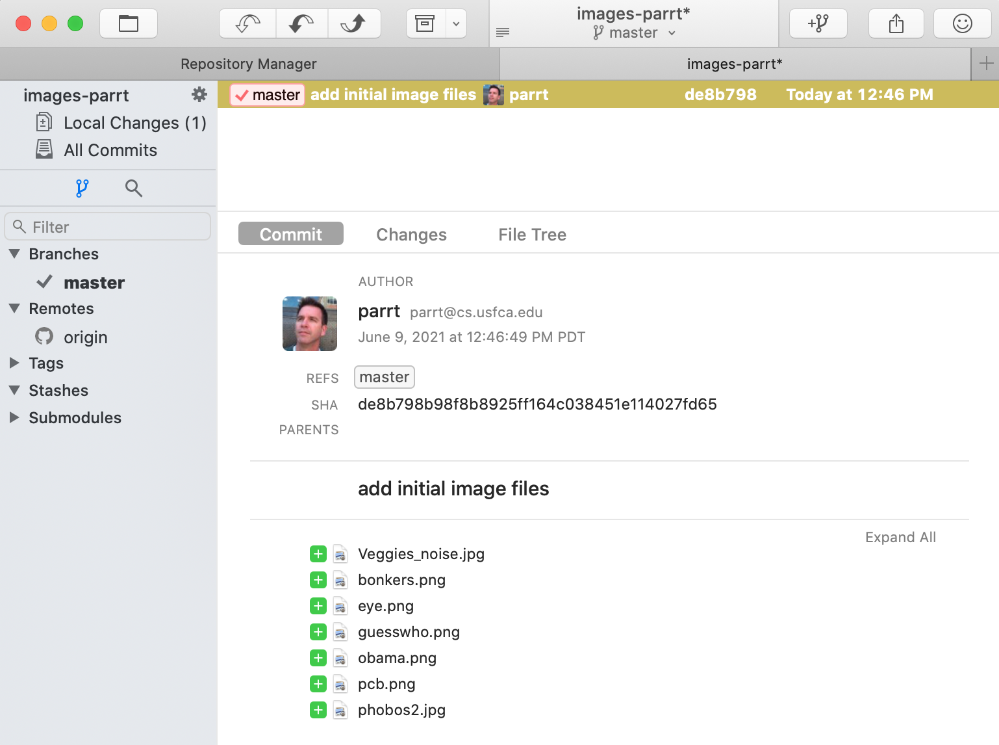 images-parrt*
master
Repository Manager
images-parrt*
images-parrt
Local Changes (1)
All Commits
Filter
Branches
master
Remotes
origin
Tags
Stashes
Submodules
master add initial image files parrt de8b798 Today at 12:46 PM
Commit Changes File Tree
AUTHOR
parrt parrt@cs.usfca.edu
June 9, 2021 at 12:46:49 PM PDT
REFS master
SHA de8b798b98f8b8925ff164c038451e114027fd65
PARENTS
add initial image files
Expand All
Veggies_noise.jpg
bonkers.png
eye.png
guesswho.png
obama.png
pcb.png
phobos2.jpg